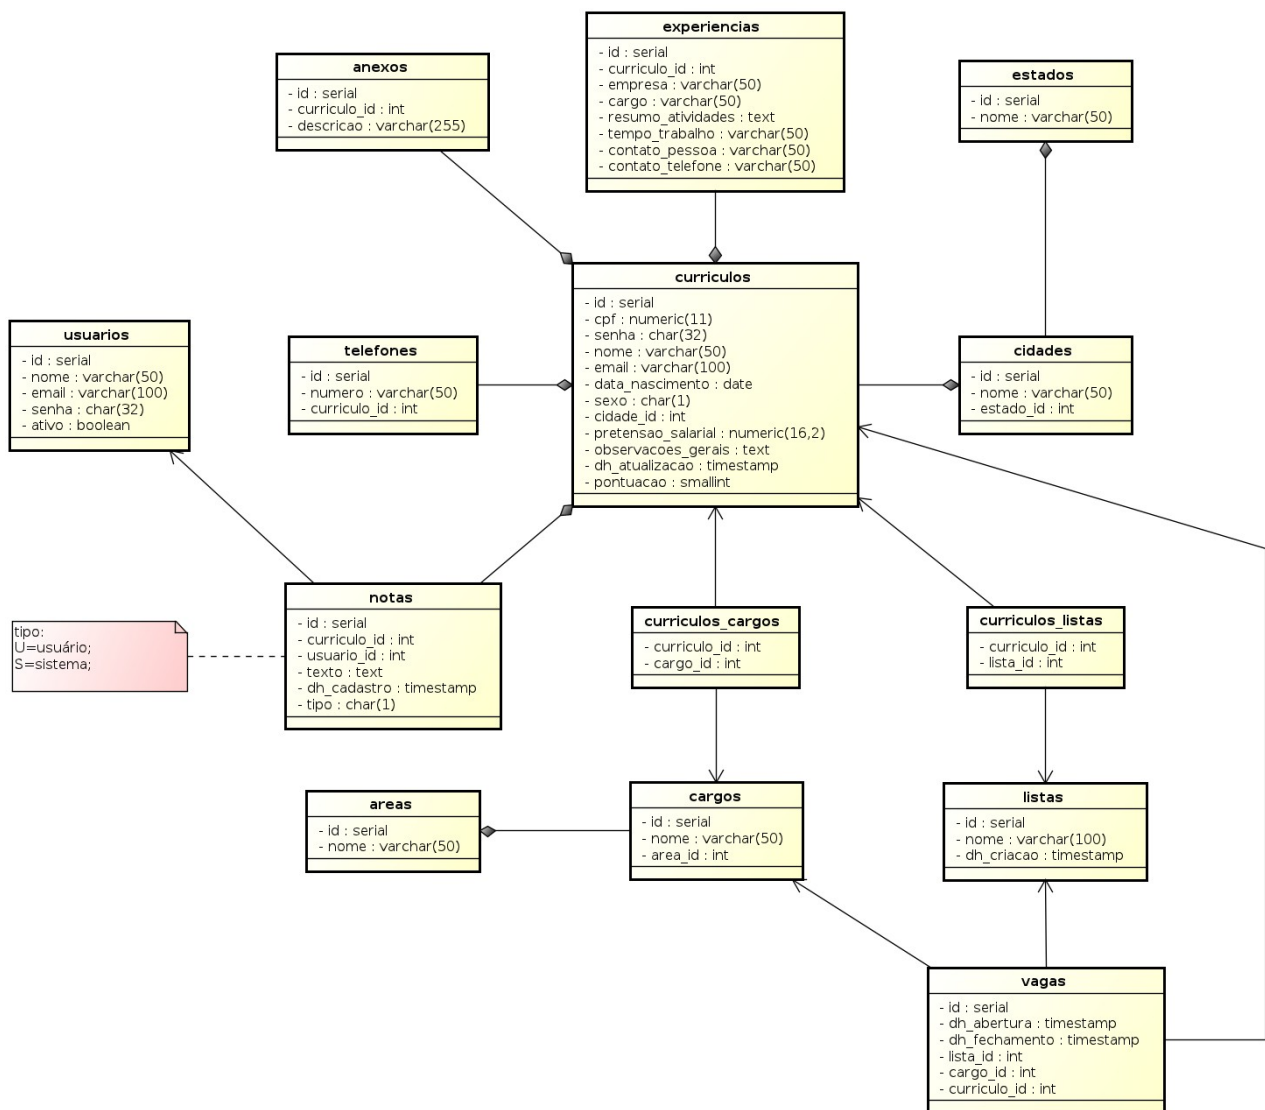 experiencias
- id : serial
- curriculo_id : int
- empresa : varchar(50)
- cargo : varchar(50)
- resumo_atividades : text
- tempo_trabalho : varchar(50)
- contato_pessoa : varchar(50)
- contato_telefone : varchar(50)
anexos
- id : serial
- curriculo_id : int
- descricao : varchar(255)
estados
- id : serial
- nome : varchar(50)
curriculos
- id : serial
- cpf : numeric(11)
- senha : char(32)
- nome : varchar(50)
- email : varchar(100)
- data_nascimento : date
- sexo : char(1)
- cidade_id : int
- pretensao_salarial : numeric(16,2)
- observacoes_gerais : text
- dh_atualizacao : timestamp
- pontuacao : smallint
usuarios
- id : serial
- nome : varchar(50)
- email : varchar(100)
- senha : char(32)
- ativo : boolean
telefones
- id : serial
- numero : varchar(50)
- curriculo_id : int
cidades
- id : serial
- nome : varchar(50)
- estado_id : int
notas
- id : serial
- curriculo_id : int
- usuario_id : int
- texto : text
- dh_cadastro : timestamp
- tipo : char(1)
tipo:
U=usuário;
S=sistema;
curriculos_cargos
- curriculo_id : int
- cargo_id : int
curriculos_listas
- curriculo_id : int
- lista_id : int
areas
- id : serial
- nome : varchar(50)
cargos
- id : serial
- nome : varchar(50)
- area_id : int
listas
- id : serial
- nome : varchar(100)
- dh_criacao : timestamp
vagas
- id : serial
- dh_abertura : timestamp
- dh_fechamento : timestamp
- lista_id : int
- cargo_id : int
- curriculo_id : int